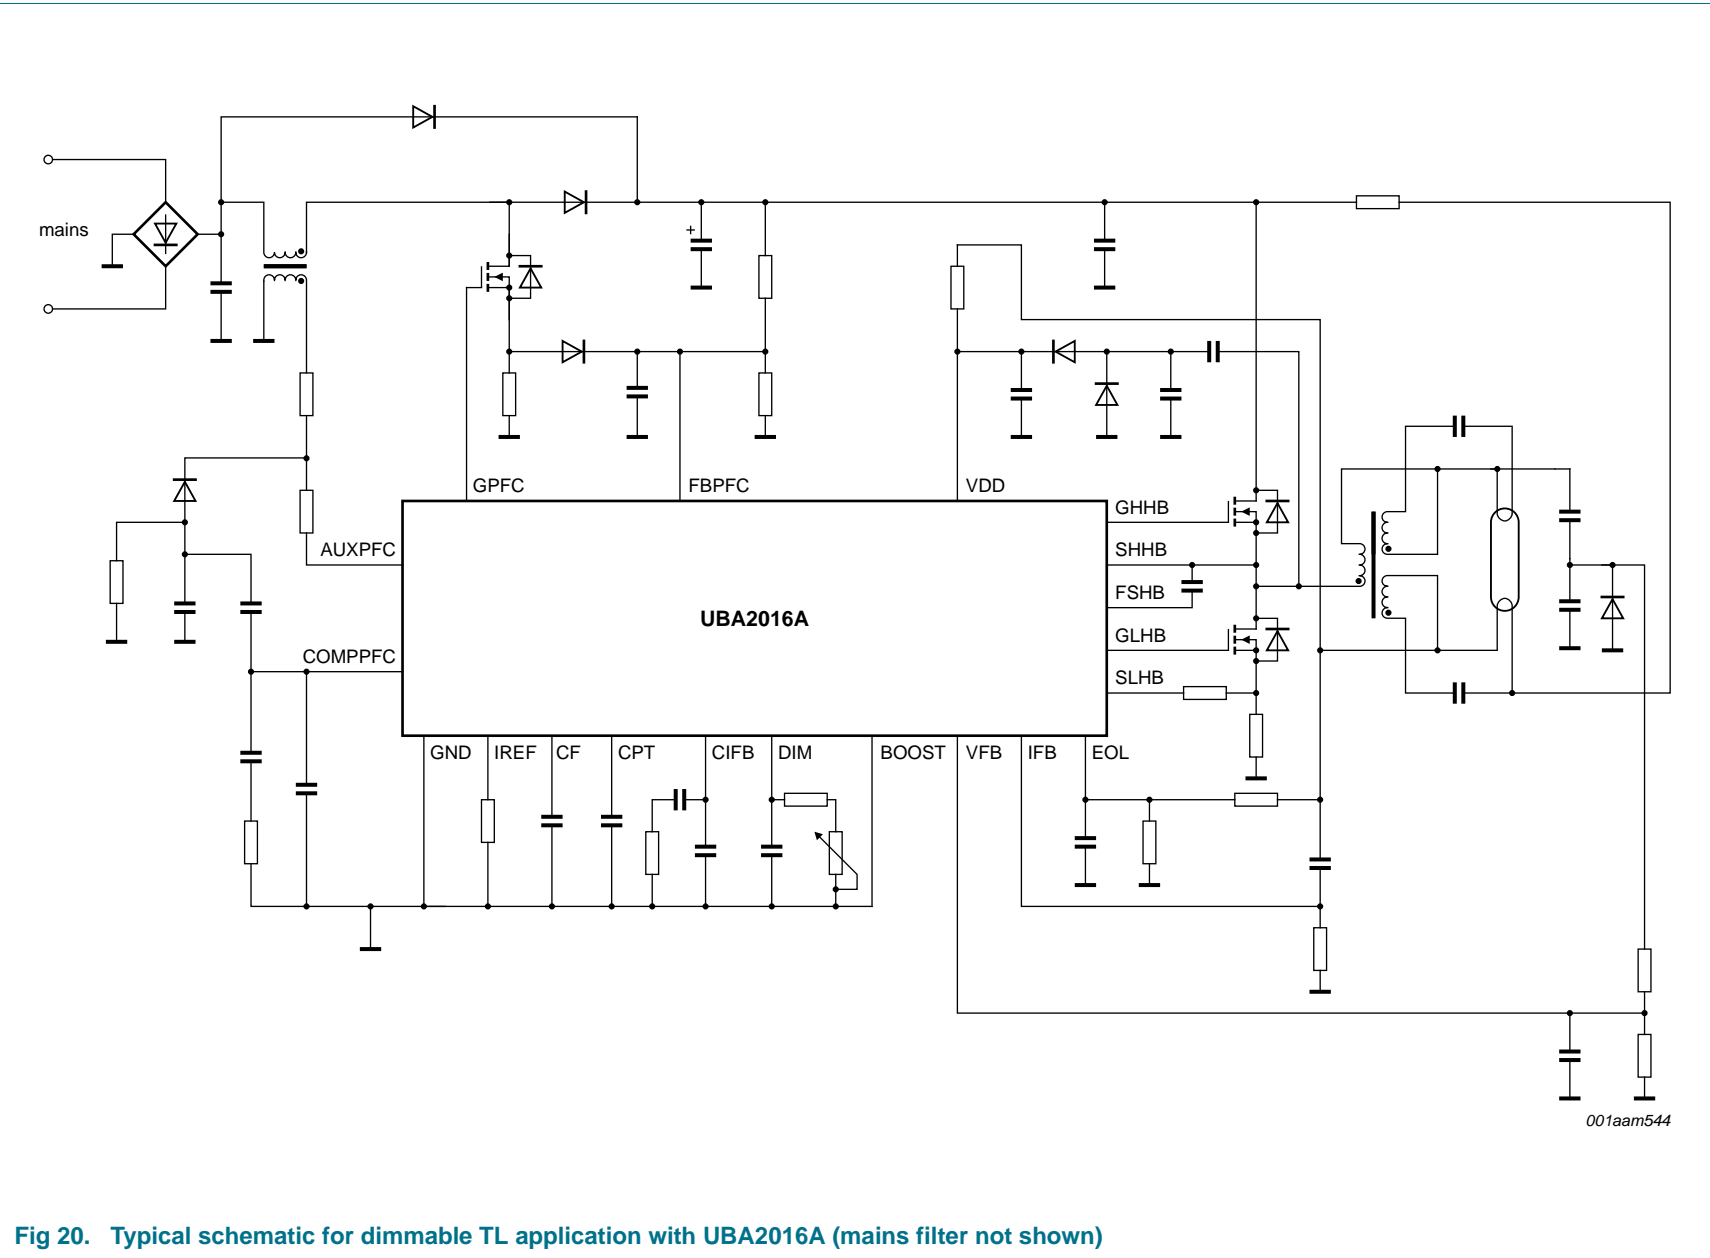 mains
+
GPFC
FBPFC
VDD
GHHB
SHHB
FSHB
GLHB
SLHB
AUXPFC
COMPPFC
UBA2016A
GND
IREF
CF
CPT
CIFB
DIM
BOOST
VFB
IFB
EOL
001aam544
Fig 20. Typical schematic for dimmable TL application with UBA2016A (mains filter not shown)